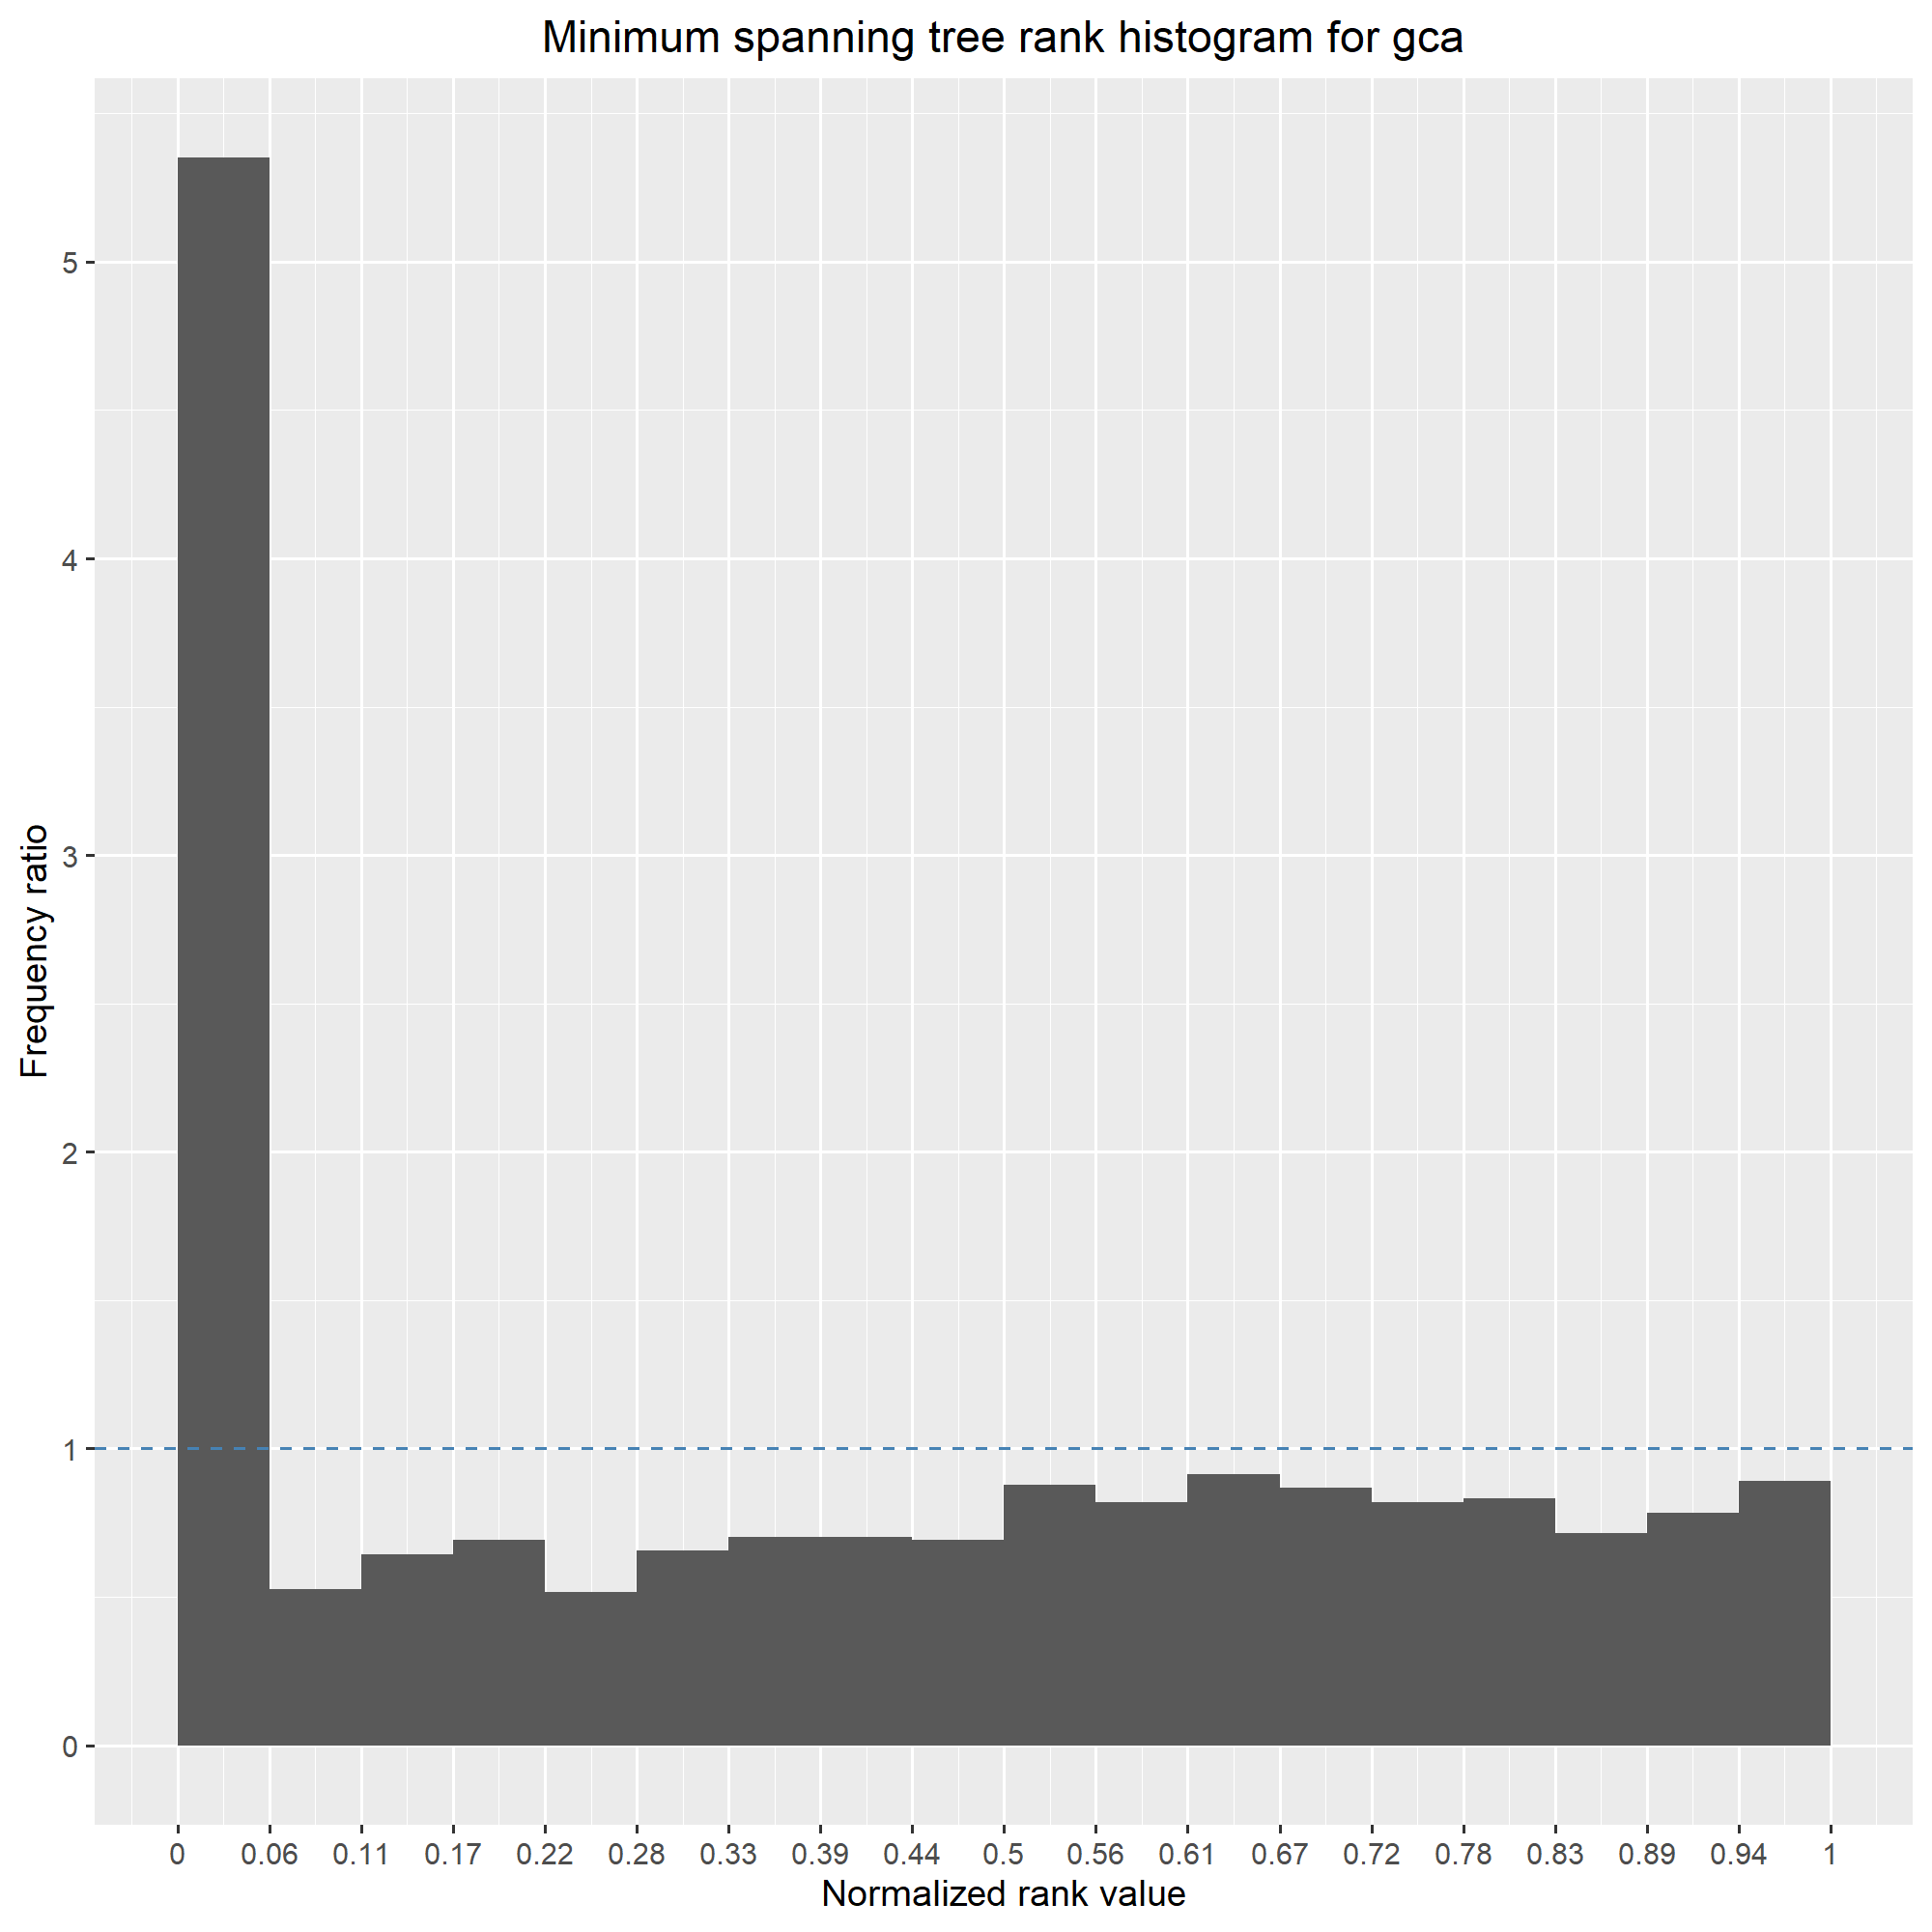 Minimum spanning tree rank histogram for gca
Frequency ratio
5
4
3
2
1
0
0 0.06 0.11 0.17 0.22 0.28 0.33 0.39 0.44 0.5 0.56 0.61 0.67 0.72 0.78 0.83 0.89 0.94 1
Normalized rank value